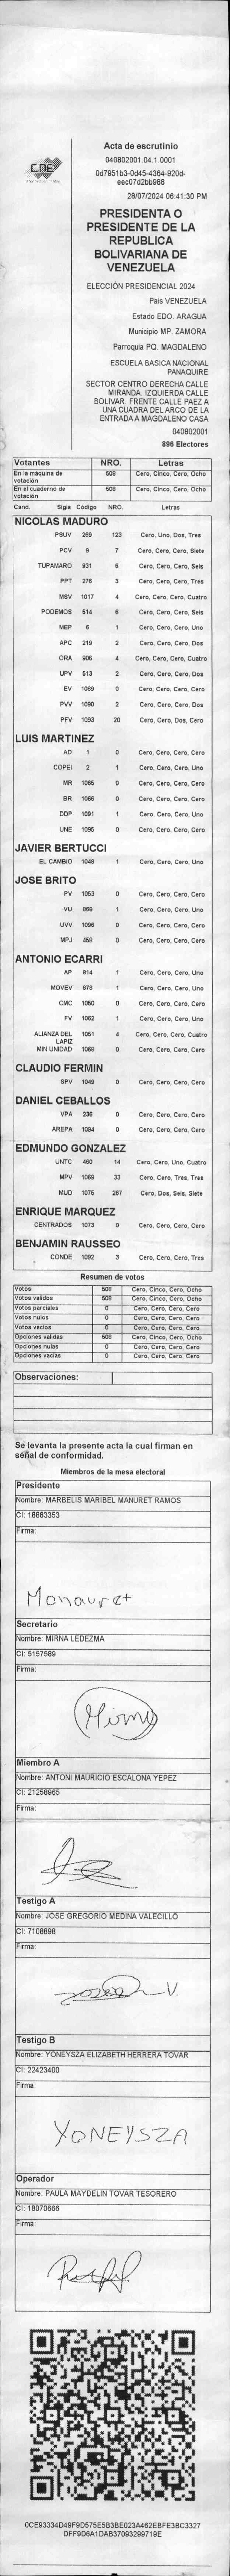 CNE
Acta de escrutinio
040802001.04.1.0001
0d7951b3-0d45-4364-920d-
eec07d2bb988
28/07/2024 06:41:30 PM
PRESIDENTA O
PRESIDENTE DE LA
REPUBLICA
BOLIVARIANA DE
VENEZUELA
ELECCIÓN PRESIDENCIAL 2024
País VENEZUELA
Estado EDO. ARAGUA
Municipio MP. ZAMORA
Parroquia PQ. MAGDALENO
ESCUELA BASICA NACIONAL
PANAQUIRE
SECTOR CENTRO DERECHA CALLE
MIRANDA. IZQUIERDA CALLE
BOLIVAR. FRENTE CALLE PAEZ A
UNA CUADRA DEL ARCO DE LA
ENTRADA A MAGDALENO CASA
040802001
896 Electores
Votantes NRO. Letras
En la máquina de votación 508 Cero, Cinco, Cero, Ocho
En el cuaderno de votación 508 Cero, Cinco, Cero, Ocho
Cand. Sigla Código NRO. Letras
NICOLAS MADURO
PSUV 269 123 Cero, Uno, Dos, Tres
PCV 9 7 Cero, Cero, Cero, Siete
TUPAMARO 931 6 Cero, Cero, Cero, Seis
PPT 276 3 Cero, Cero, Cero, Tres
MSV 1017 4 Cero, Cero, Cero, Cuatro
PODEMOS 614 6 Cero, Cero, Cero, Seis
MEP 6 1 Cero, Cero, Cero, Uno
APC 219 2 Cero, Cero, Cero, Dos
ORA 906 4 Cero, Cero, Cero, Cuatro
UPV 513 2 Cero, Cero, Cero, Dos
EV 1089 0 Cero, Cero, Cero, Cero
PVV 1090 2 Cero, Cero, Cero, Dos
PFV 1093 20 Cero, Cero, Dos, Cero
LUIS MARTINEZ
AD 1 0 Cero, Cero, Cero, Cero
COPEI 2 1 Cero, Cero, Cero, Uno
MR 1065 0 Cero, Cero, Cero, Cero
BR 1066 0 Cero, Cero, Cero, Cero
DDP 1091 1 Cero, Cero, Cero, Uno
UNE 1095 0 Cero, Cero, Cero, Cero
JAVIER BERTUCCI
EL CAMBIO 1048 1 Cero, Cero, Cero, Uno
JOSE BRITO
PV 1053 0 Cero, Cero, Cero, Cero
VU 868 1 Cero, Cero, Cero, Uno
UVV 1096 0 Cero, Cero, Cero, Cero
MPJ 458 0 Cero, Cero, Cero, Cero
ANTONIO ECARRI
AP 814 1 Cero, Cero, Cero, Uno
MOVEV 878 1 Cero, Cero, Cero, Uno
CMC 1050 0 Cero, Cero, Cero, Cero
FV 1062 1 Cero, Cero, Cero, Uno
ALIANZA DEL LAPIZ 1051 4 Cero, Cero, Cero, Cuatro
MIN UNIDAD 1068 0 Cero, Cero, Cero, Cero
CLAUDIO FERMIN
SPV 1049 0 Cero, Cero, Cero, Cero
DANIEL CEBALLOS
VPA 236 0 Cero, Cero, Cero, Cero
AREPA 1094 0 Cero, Cero, Cero, Cero
EDMUNDO GONZALEZ
UNTC 460 14 Cero, Cero, Uno, Cuatro
MPV 1069 33 Cero, Cero, Tres, Tres
MUD 1075 267 Cero, Dos, Seis, Siete
ENRIQUE MARQUEZ
CENTRADOS 1073 0 Cero, Cero, Cero, Cero
BENJAMIN RAUSSEO
CONDE 1092 3 Cero, Cero, Cero, Tres
Resumen de votos
Votos 508 Cero, Cinco, Cero, Ocho
Votos válidos 508 Cero, Cinco, Cero, Ocho
Votos parciales 0 Cero, Cero, Cero, Cero
Votos nulos 0 Cero, Cero, Cero, Cero
Votos vacíos 0 Cero, Cero, Cero, Cero
Opciones válidas 508 Cero, Cinco, Cero, Ocho
Opciones nulas 0 Cero, Cero, Cero, Cero
Opciones vacías 0 Cero, Cero, Cero, Cero
Observaciones:
Se levanta la presente acta la cual firman en
señal de conformidad.
Miembros de la mesa electoral
Presidente
Nombre: MARBELIS MARIBEL MANURET RAMOS
CI: 18883353
Firma:
Manauret
Secretario
Nombre: MIRNA LEDEZMA
CI: 5157589
Firma:
Mirna
Miembro A
Nombre: ANTONI MAURICIO ESCALONA YEPEZ
CI: 21258965
Firma:
Testigo A
Nombre: JOSE GREGORIO MEDINA VALECILLO
CI: 7108898
Firma:
Testigo B
Nombre: YONEYSZA ELIZABETH HERRERA TOVAR
CI: 22423400
Firma:
YONEYSZA
Operador
Nombre: PAULA MAYDELIN TOVAR TESORERO
CI: 18070666
Firma:
0CE93334D49F9D575E5B3BE023A462EBFE3BC3327
DFF9D6A1DAB37093299719E